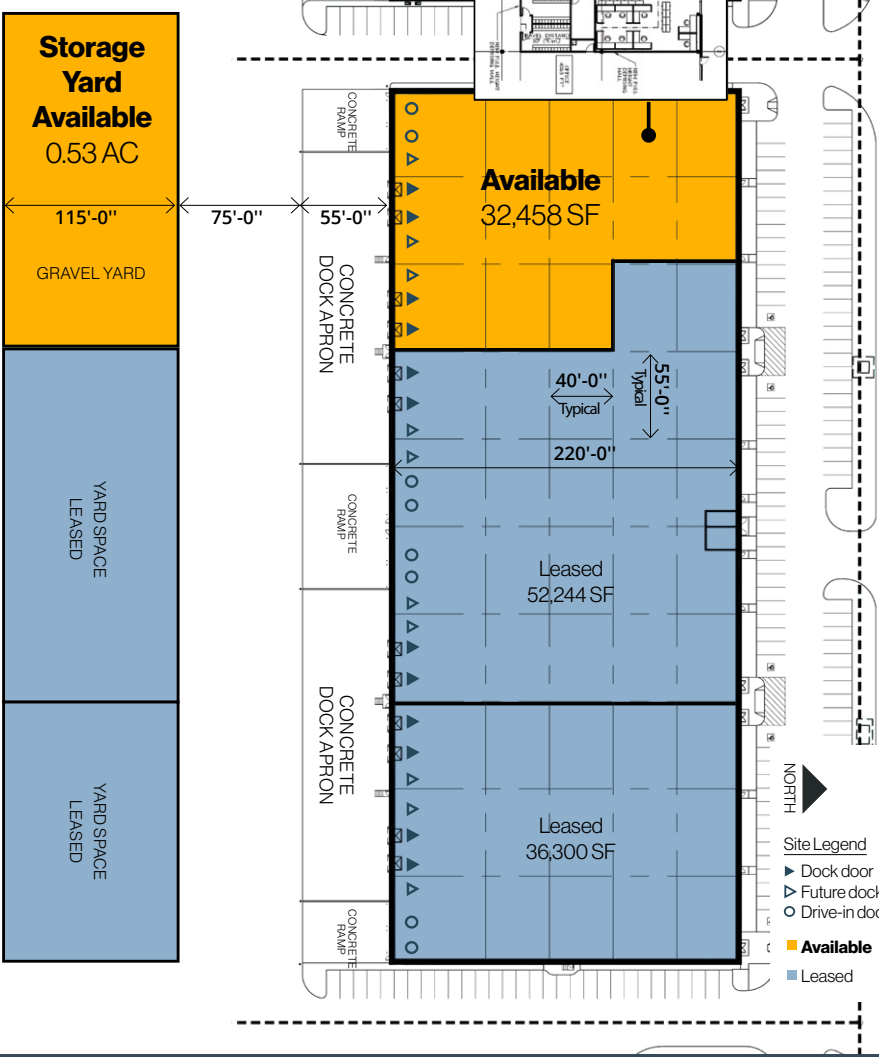 Storage
Yard
Available
0.53 AC
115'-0"
GRAVEL YARD
75'-0"
55'-0"
YARD SPACE
LEASED
YARD SPACE
LEASED
CONCRETE
RAMP
CONCRETE
DOCK APRON
CONCRETE
RAMP
CONCRETE
DOCK APRON
CONCRETE
RAMP
OFFICE
Available
32,458 SF
40'-0"
Typical
55'-0"
Typical
220'-0"
Leased
52,244 SF
Leased
36,300 SF
NORTH
Site Legend
Dock door
Future dock
Drive-in doo
Available
Leased